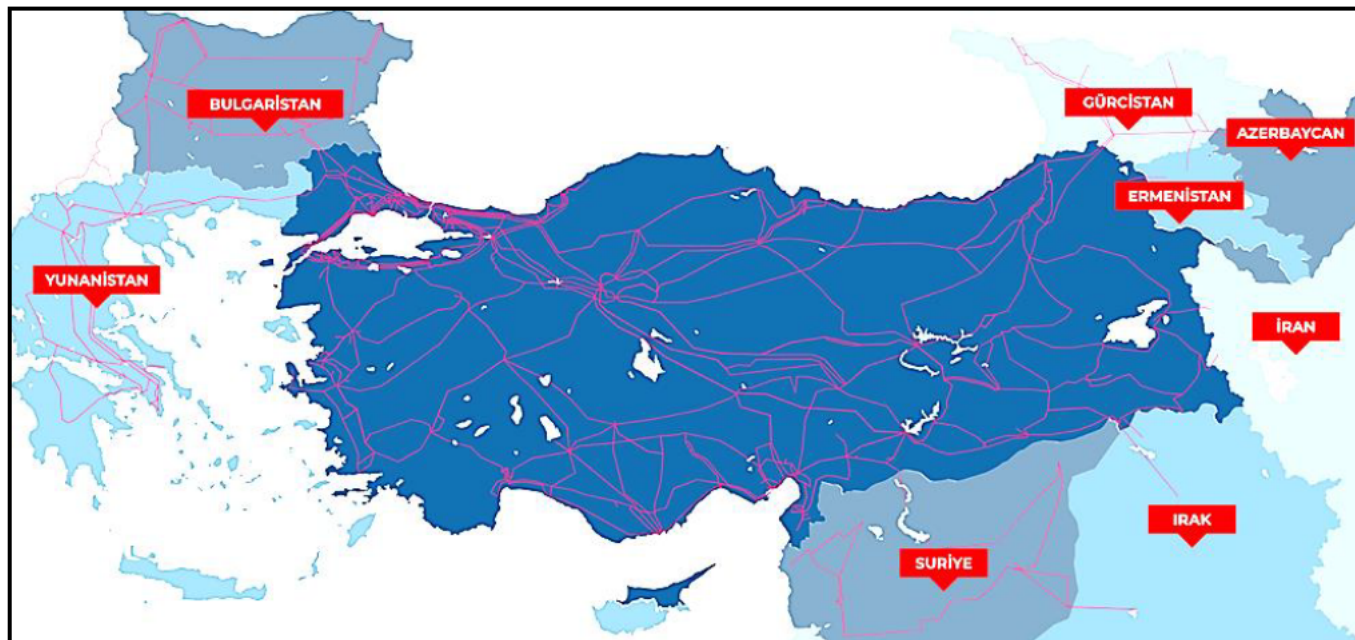 BULGARİSTAN
GÜRCİSTAN
AZERBAYCAN
ERMENİSTAN
YUNANİSTAN
İRAN
IRAK
SURİYE